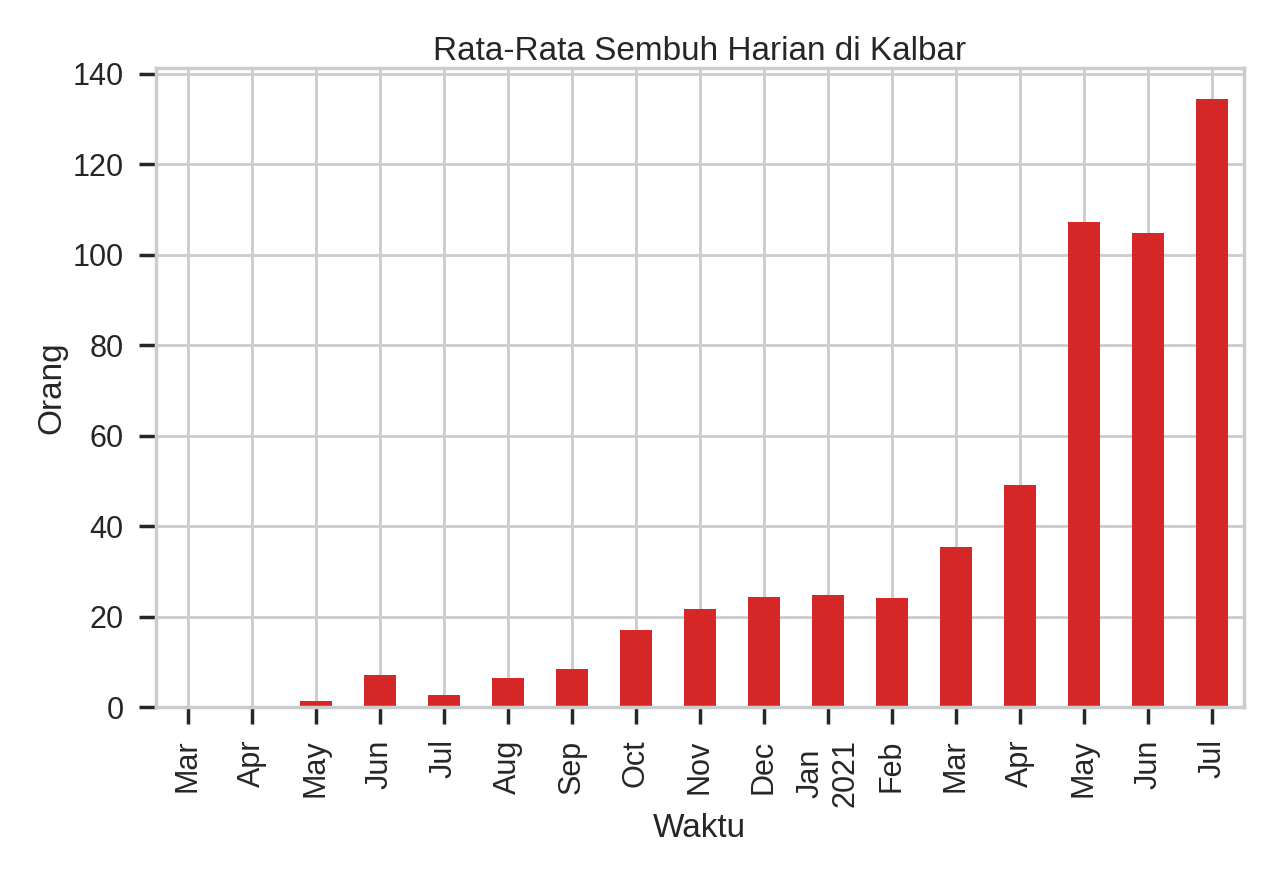 Rata-Rata Sembuh Harian di Kalbar
140
120
100
80
60
40
20
0
Orang
Mar
Apr
May
Jun
Jul
Aug
Sep
Oct
Nov
Dec
Jan
2021
Feb
Mar
Apr
May
Jun
Jul
Waktu